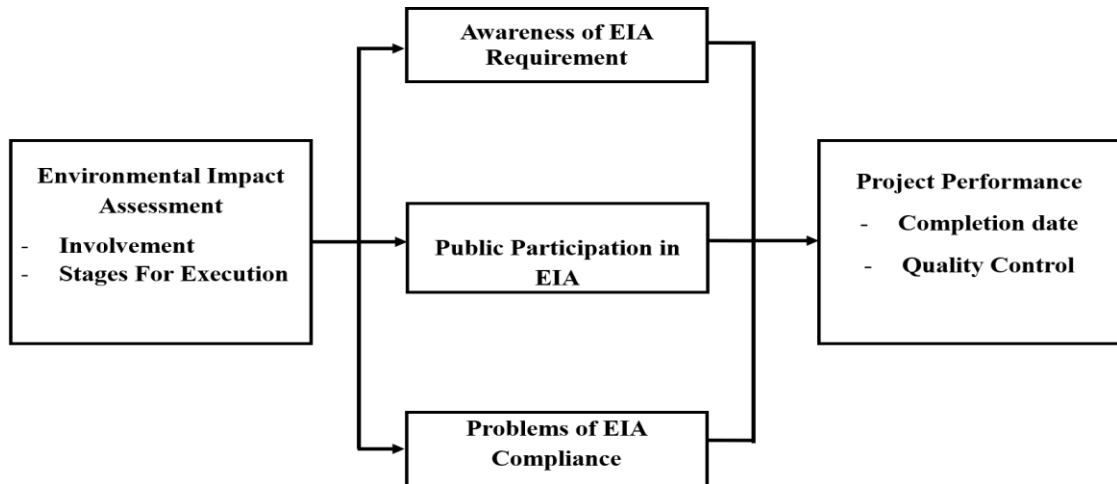 Awareness of EIA
Requirement
Environmental Impact
Assessment
- Involvement
- Stages For Execution
Public Participation in
EIA
Problems of EIA
Compliance
Project Performance
- Completion date
- Quality Control